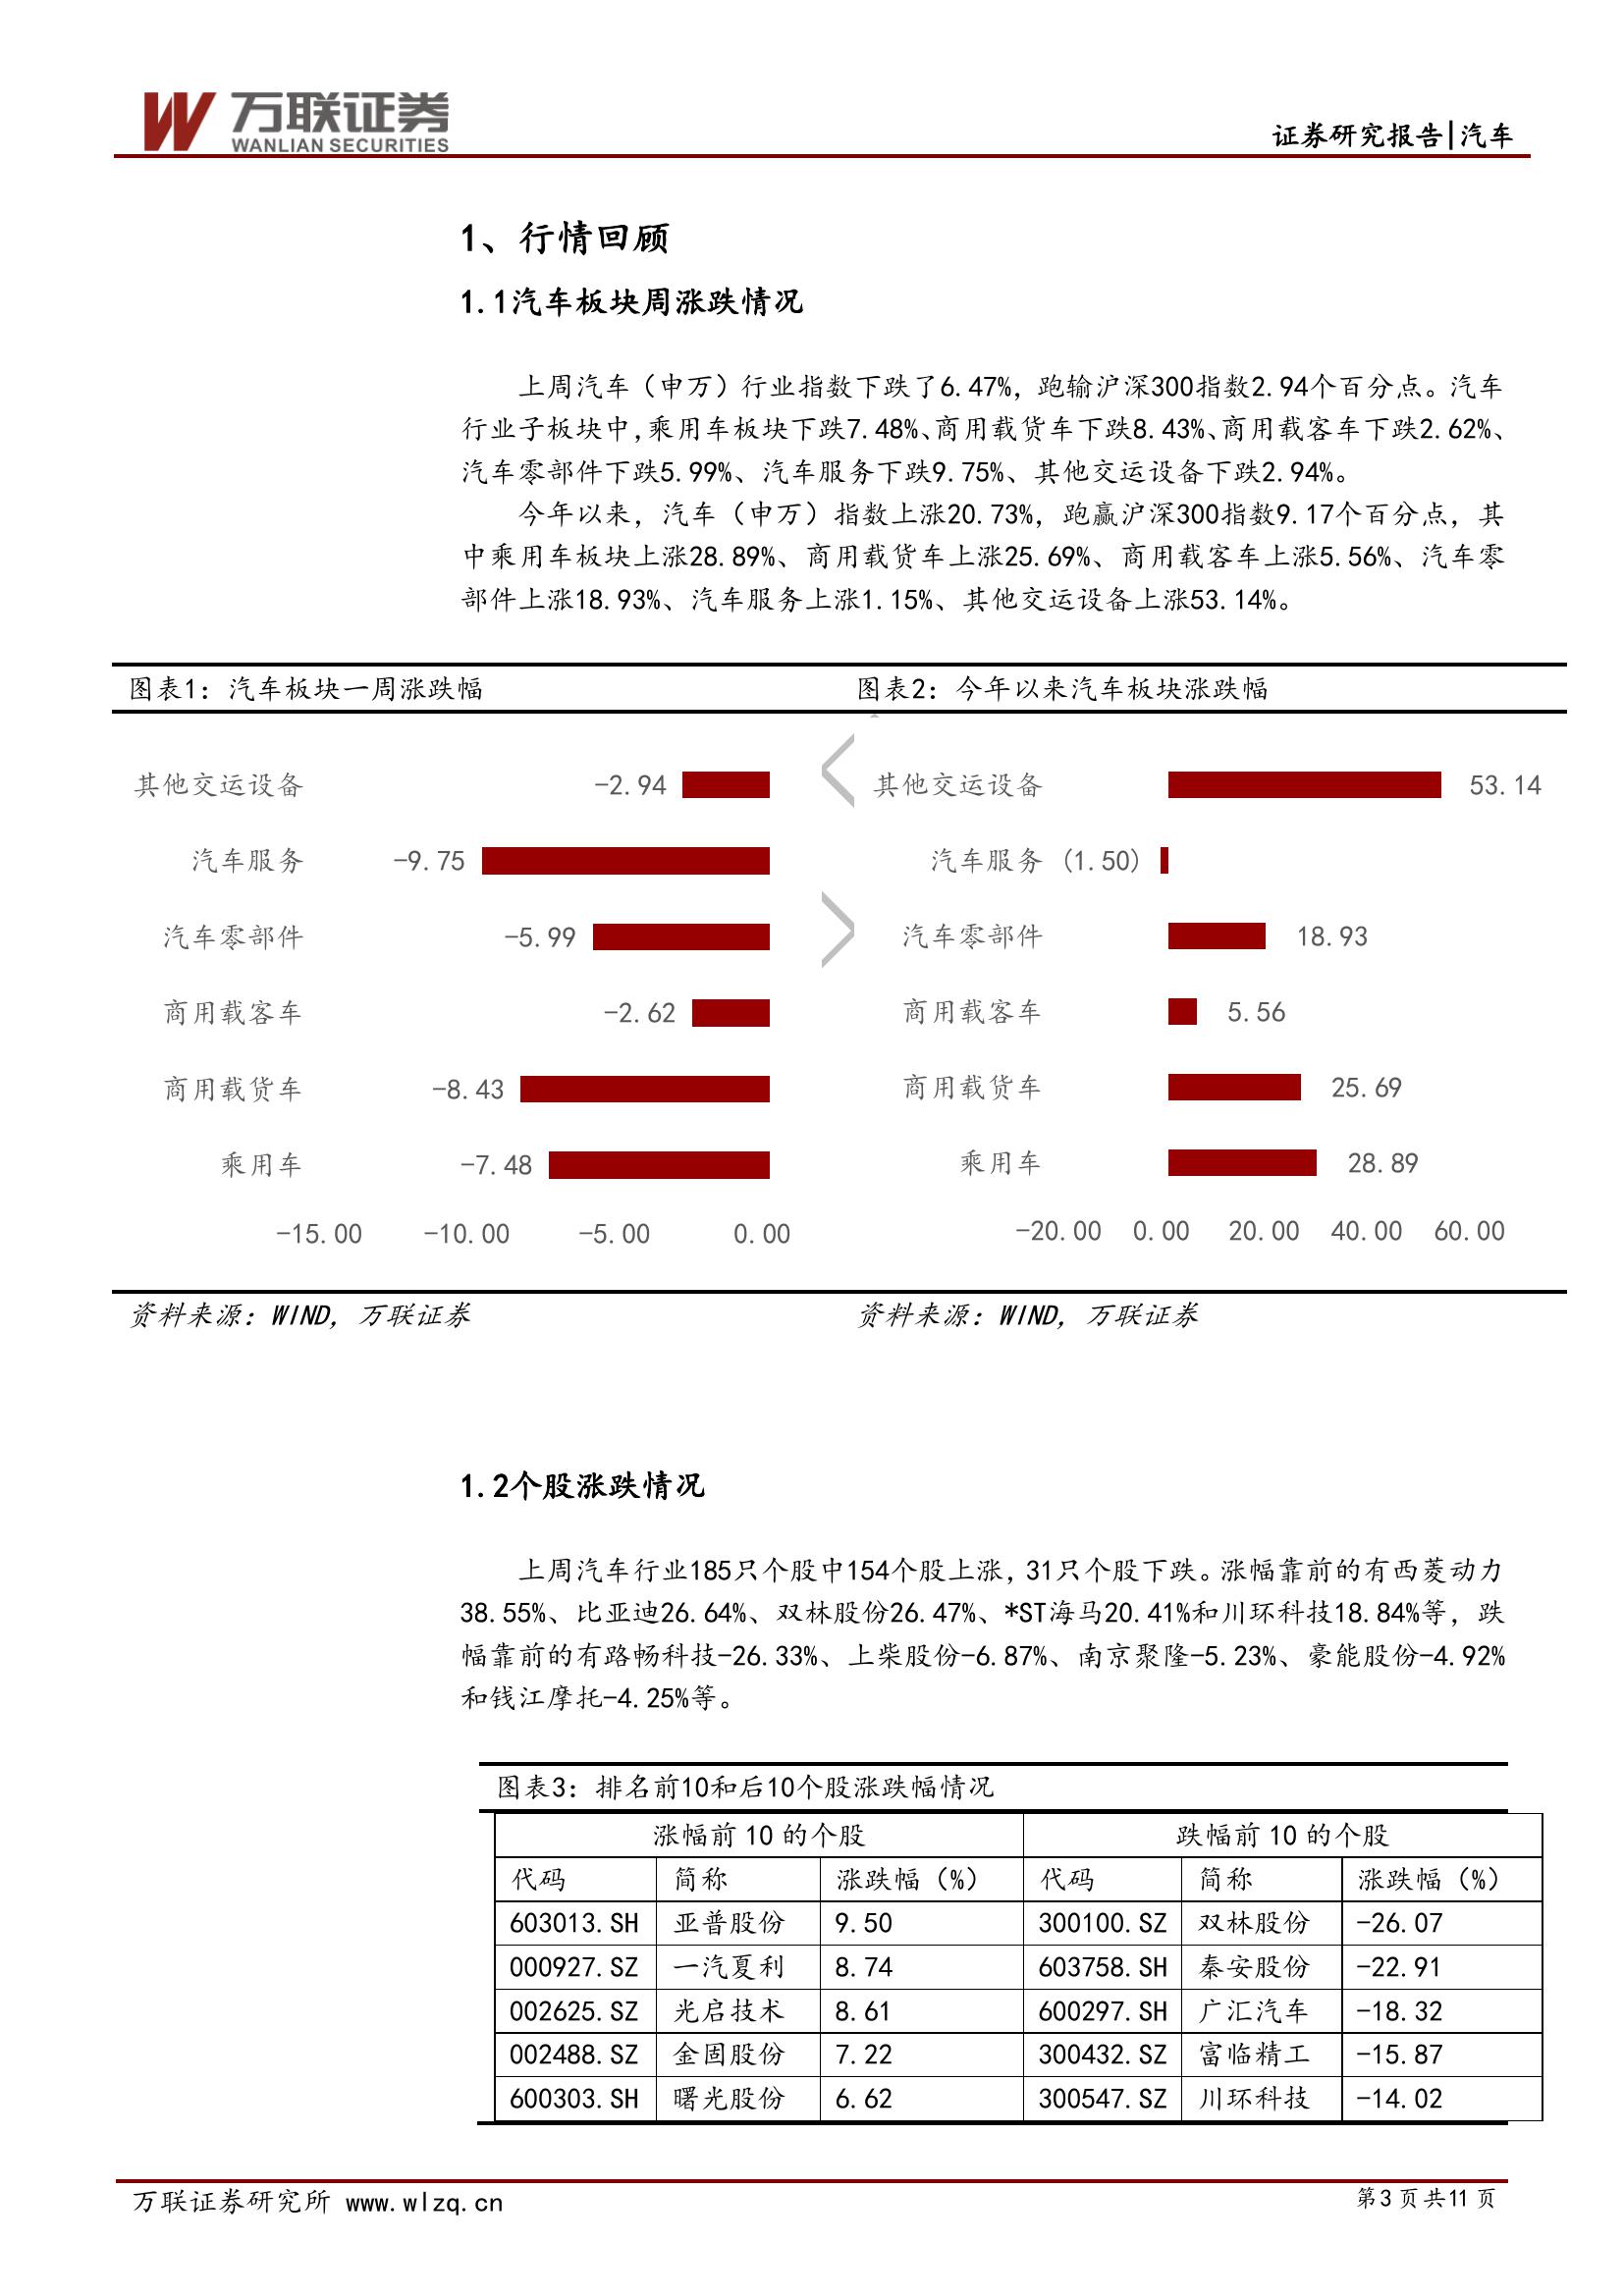 万联证券
WANLIAN SECURITIES
证券研究报告|汽车
1、行情回顾
1.1汽车板块周涨跌情况
上周汽车（申万）行业指数下跌了6.47%，跑输沪深300指数2.94个百分点。汽车
行业子板块中，乘用车板块下跌7.48%、商用载货车下跌8.43%、商用载客车下跌2.62%、
汽车零部件下跌5.99%、汽车服务下跌9.75%、其他交运设备下跌2.94%。
今年以来，汽车（申万）指数上涨20.73%，跑赢沪深300指数9.17个百分点，其
中乘用车板块上涨28.89%、商用载货车上涨25.69%、商用载客车上涨5.56%、汽车零
部件上涨18.93%、汽车服务上涨1.15%、其他交运设备上涨53.14%。
图表1：汽车板块一周涨跌幅
其他交运设备 -2.94
汽车服务 -9.75
汽车零部件 -5.99
商用载客车 -2.62
商用载货车 -8.43
乘用车 -7.48
-15.00 -10.00 -5.00 0.00
资料来源：WIND，万联证券
图表2：今年以来汽车板块涨跌幅
其他交运设备 53.14
汽车服务 (1.50)
汽车零部件 18.93
商用载客车 5.56
商用载货车 25.69
乘用车 28.89
-20.00 0.00 20.00 40.00 60.00
资料来源：WIND，万联证券
1.2个股涨跌情况
上周汽车行业185只个股中154个股上涨，31只个股下跌。涨幅靠前的有西菱动力
38.55%、比亚迪26.64%、双林股份26.47%、*ST海马20.41%和川环科技18.84%等，跌
幅靠前的有路畅科技-26.33%、上柴股份-6.87%、南京聚隆-5.23%、豪能股份-4.92%
和钱江摩托-4.25%等。
图表3：排名前10和后10个股涨跌幅情况
涨幅前 10 的个股 跌幅前 10 的个股
代码 简称 涨跌幅（%） 代码 简称 涨跌幅（%）
603013.SH 亚普股份 9.50 300100.SZ 双林股份 -26.07
000927.SZ 一汽夏利 8.74 603758.SH 秦安股份 -22.91
002625.SZ 光启技术 8.61 600297.SH 广汇汽车 -18.32
002488.SZ 金固股份 7.22 300432.SZ 富临精工 -15.87
600303.SH 曙光股份 6.62 300547.SZ 川环科技 -14.02
万联证券研究所 www.wlzq.cn 第3页共11页